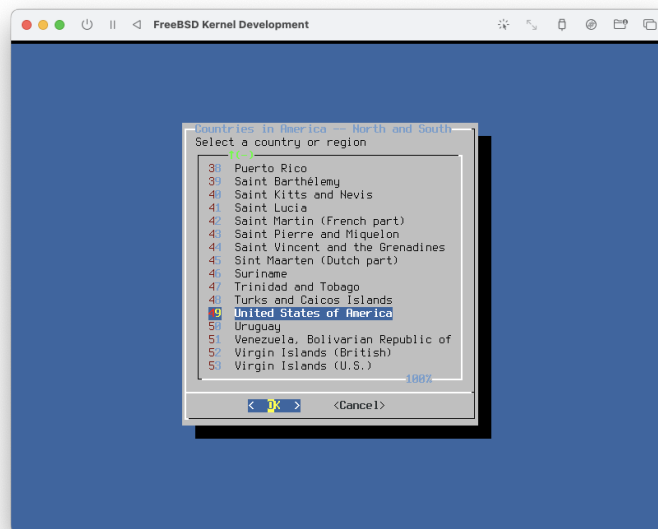 FreeBSD Kernel Development
Countries in America -- North and South
Select a country or region
38 Puerto Rico
39 Saint Barthélemy
40 Saint Kitts and Nevis
41 Saint Lucia
42 Saint Martin (French part)
43 Saint Pierre and Miquelon
44 Saint Vincent and the Grenadines
45 Sint Maarten (Dutch part)
46 Suriname
47 Trinidad and Tobago
48 Turks and Caicos Islands
49 United States of America
50 Uruguay
51 Venezuela, Bolivarian Republic of
52 Virgin Islands (British)
53 Virgin Islands (U.S.)
100%
< OK > <Cancel>